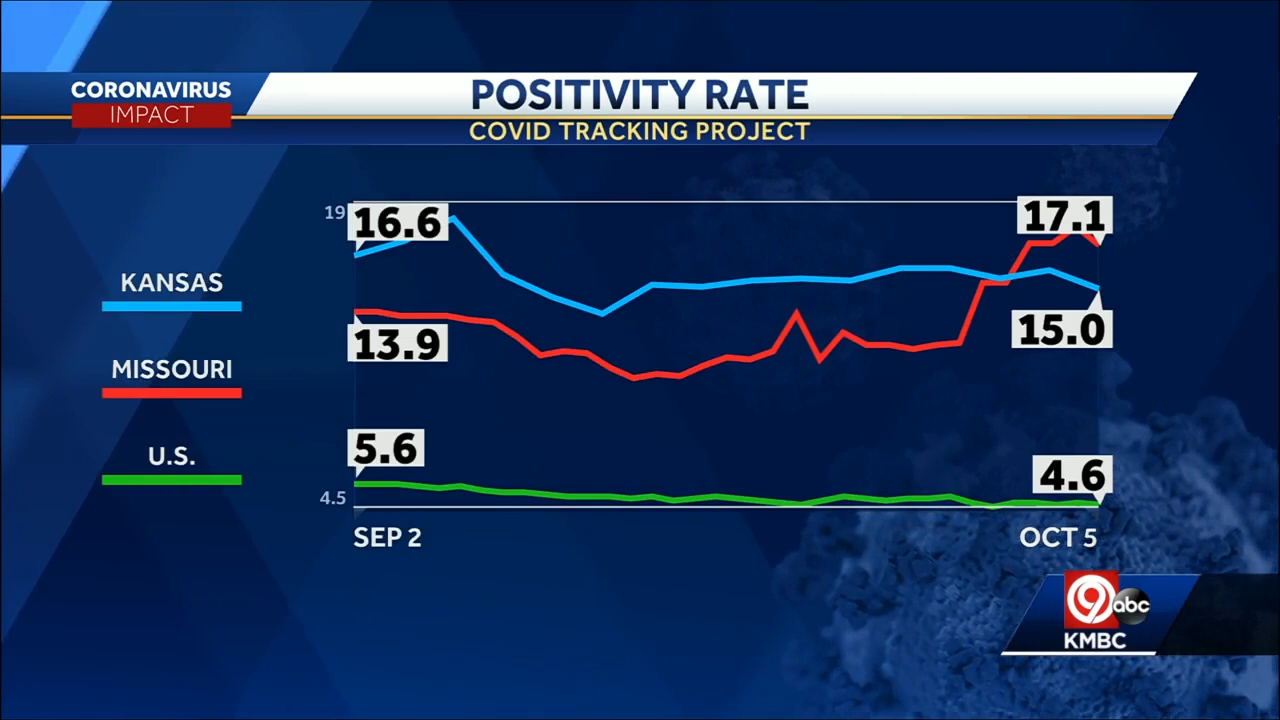 CORONAVIRUS
IMPACT
POSITIVITY RATE
COVID TRACKING PROJECT
KANSAS
MISSOURI
U.S.
19
16.6
17.1
13.9
15.0
5.6
4.6
4.5
SEP 2
OCT 5
9 abc
KMBC